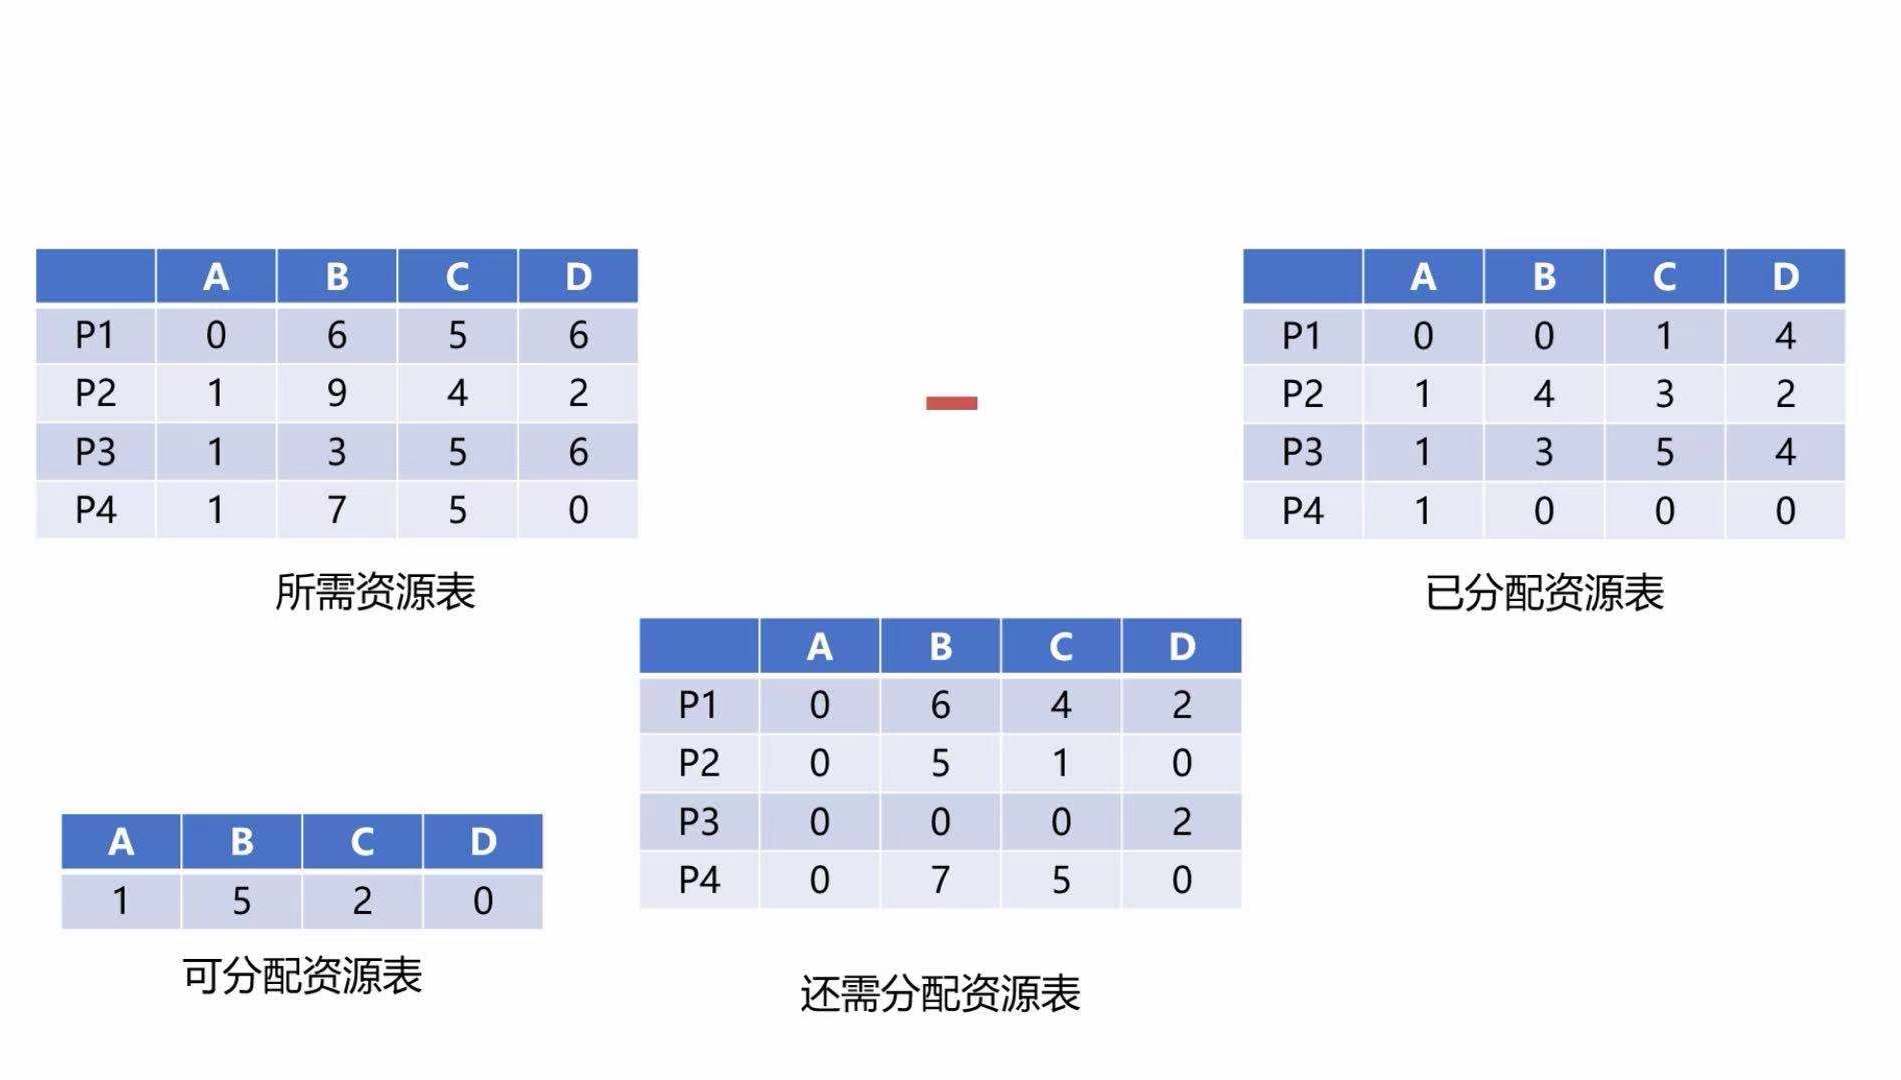 A B C D
P1 0 6 5 6
P2 1 9 4 2
P3 1 3 5 6
P4 1 7 5 0
所需资源表
A B C D
P1 0 0 1 4
P2 1 4 3 2
P3 1 3 5 4
P4 1 0 0 0
已分配资源表
A B C D
P1 0 6 4 2
P2 0 5 1 0
P3 0 0 0 2
P4 0 7 5 0
还需分配资源表
A B C D
1 5 2 0
可分配资源表